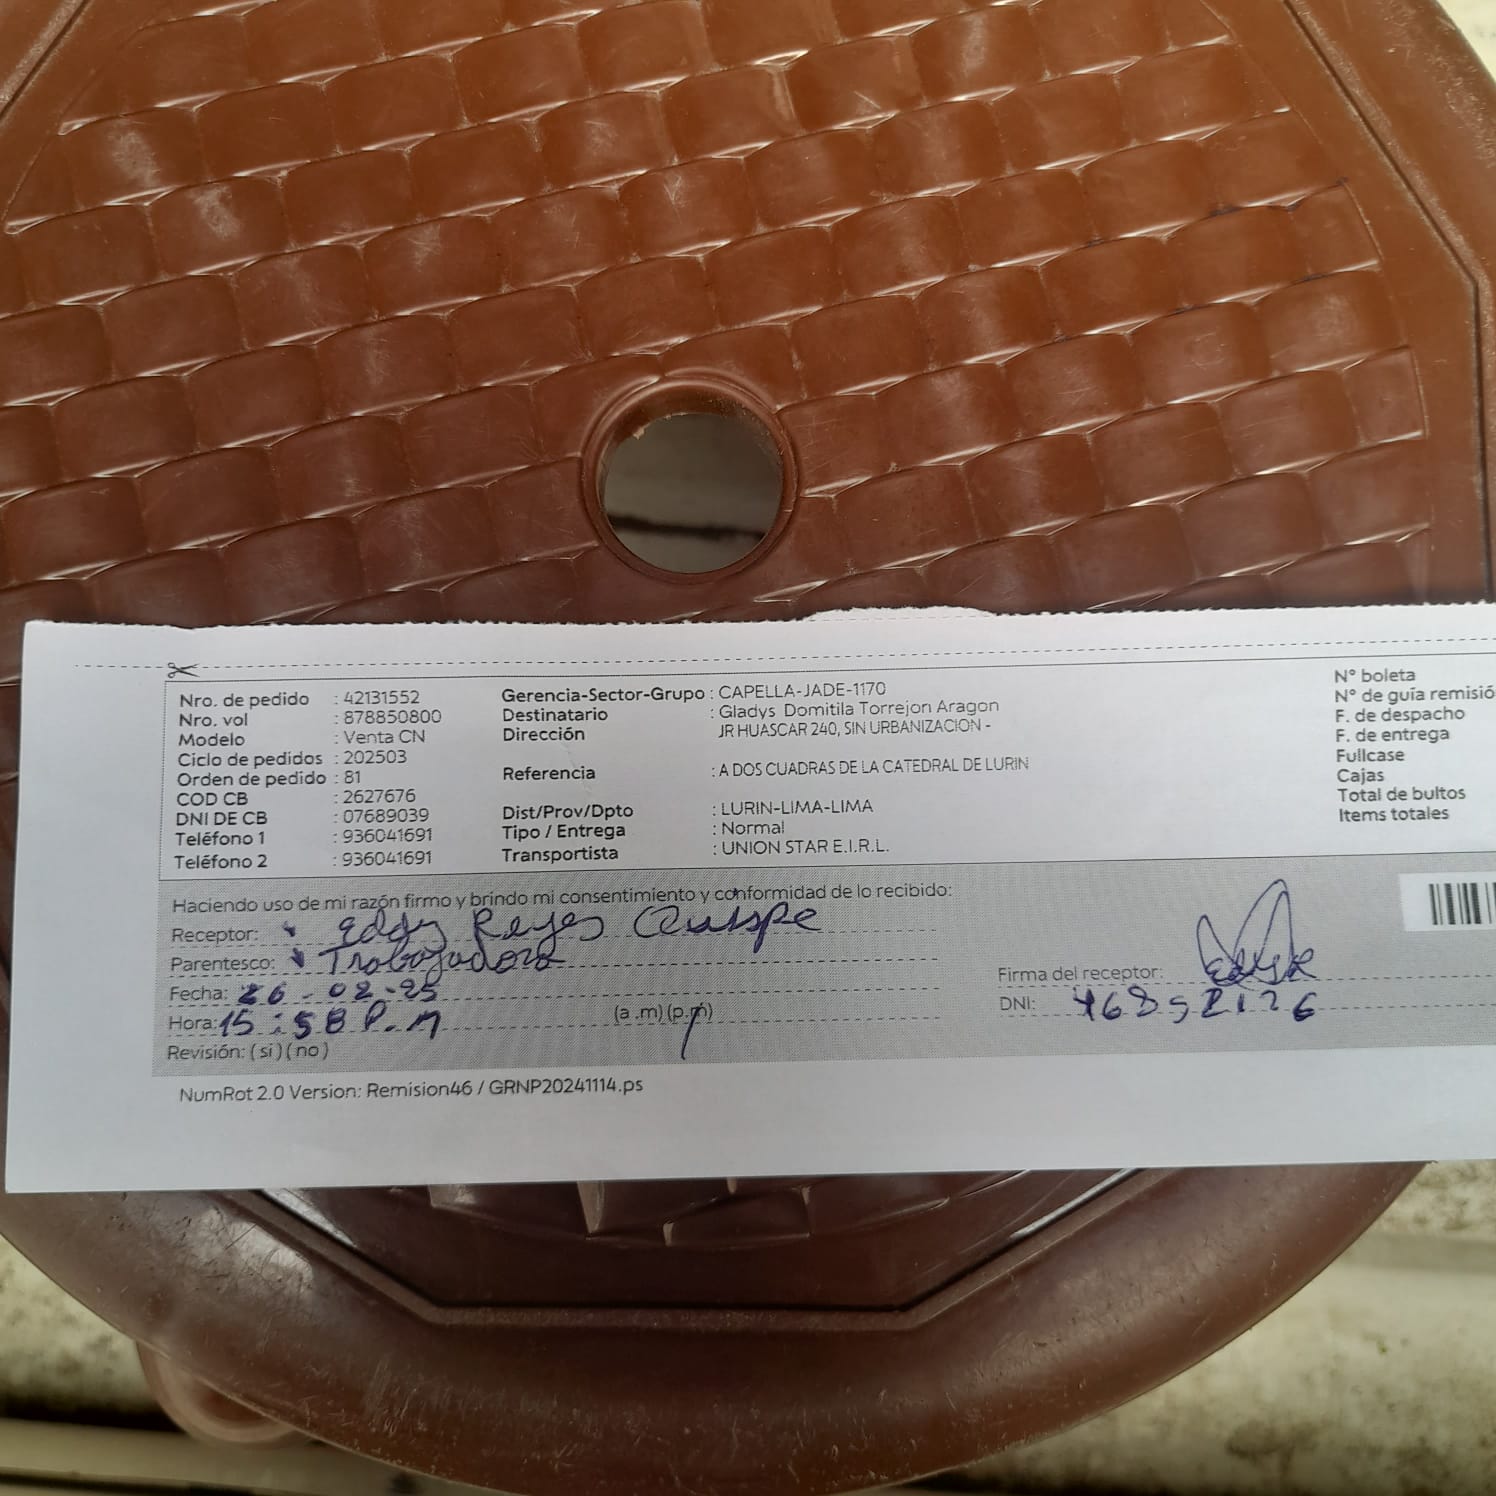 Nro. de pedido : 42131552 Gerencia-Sector-Grupo : CAPELLA-JADE-1170 N° boleta
Nro. vol : 878850800 Destinatario : Gladys Domitila Torrejon Aragon N° de guía remisió
Modelo : Venta CN Dirección JR HUASCAR 240, SIN URBANIZACION - F. de despacho
Ciclo de pedidos : 202503 F. de entrega
Orden de pedido : 81 Referencia : A DOS CUADRAS DE LA CATEDRAL DE LURIN Fullcase
COD CB : 2627676 Cajas
DNI DE CB : 07689039 Dist/Prov/Dpto : LURIN-LIMA-LIMA Total de bultos
Teléfono 1 : 936041691 Tipo / Entrega : Normal Items totales
Teléfono 2 : 936041691 Transportista : UNION STAR E.I.R.L.
Haciendo uso de mi razón firmo y brindo mi consentimiento y conformidad de lo recibido:
Receptor: Eddy Reyes Quispe
Parentesco: Trabajadora
Firma del receptor:
Fecha: 26-02-25
DNI: 46852126
Hora: 15:58 P.M (a .m) (p.m)
Revisión: ( si ) ( no )
NumRot 2.0 Version: Remision46 / GRNP20241114.ps